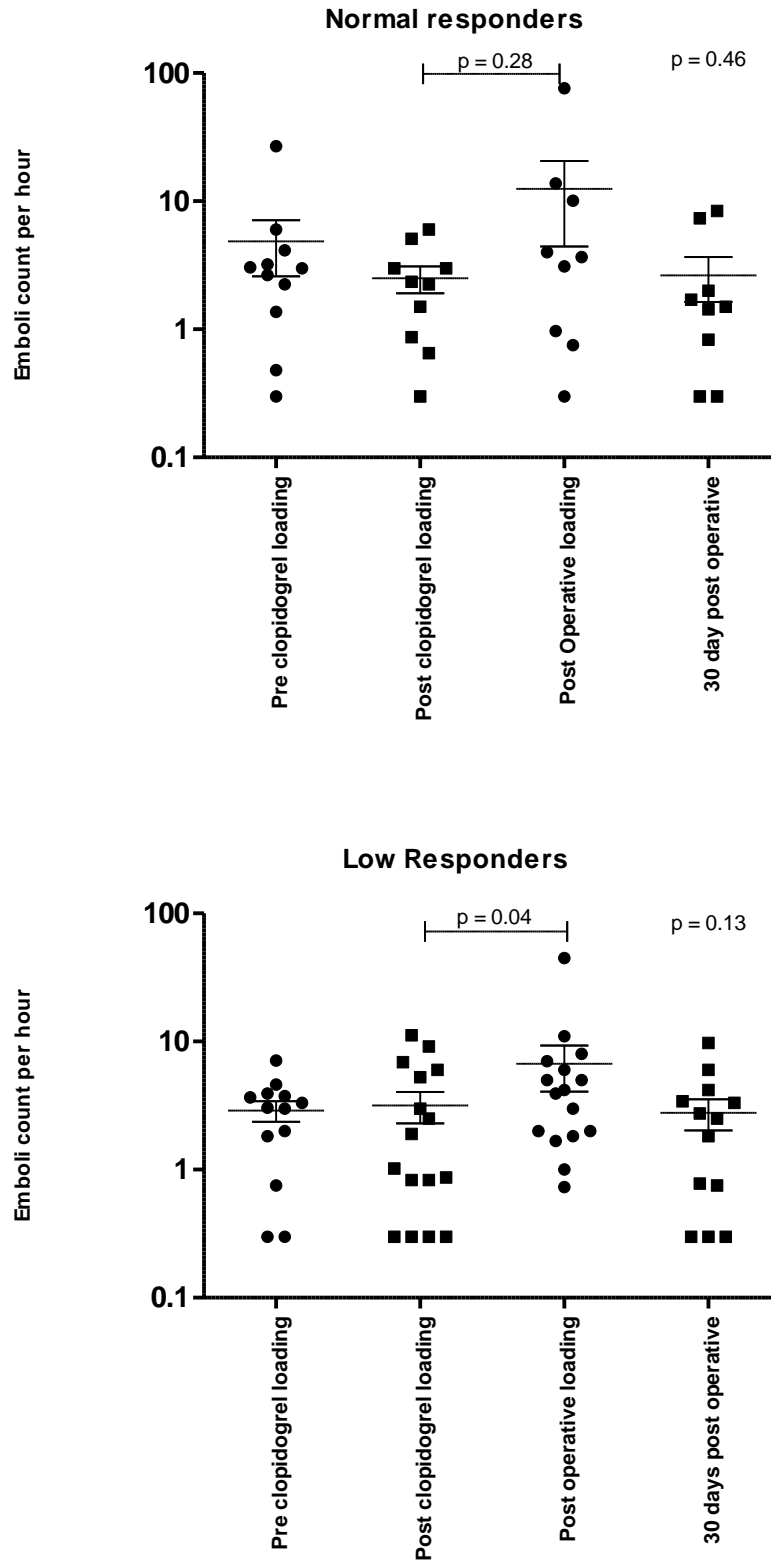 Normal responders
p = 0.28
p = 0.46
100
10
1
0.1
Emboli count per hour
Pre clopidogrel loading
Post clopidogrel loading
Post Operative loading
30 day post operative
Low Responders
p = 0.04
p = 0.13
100
10
1
0.1
Emboli count per hour
Pre clopidogrel loading
Post clopidogrel loading
Post operative loading
30 days post operative